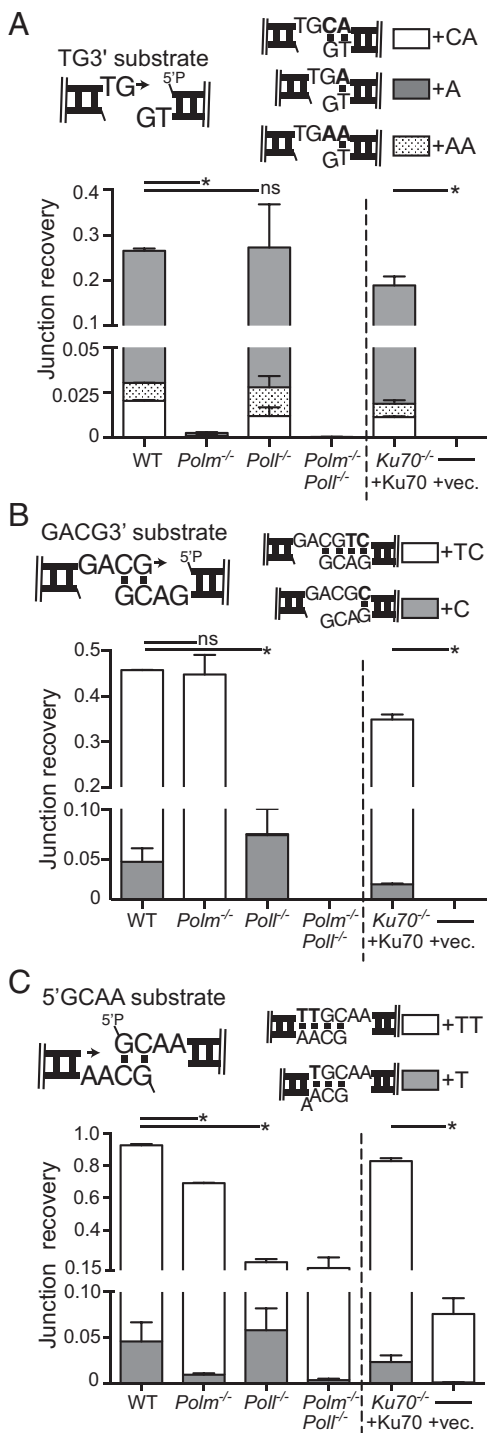 A
TG3' substrate
TG
5'P
GT
TGCA
GT
+CA
TGA
GT
+A
TGAA
GT
+AA
*
ns
*
Junction recovery
0.4
0.3
0.2
0.1
0.05
0.025
0
WT
Polm-/-
Poll-/-
Polm-/-
Poll-/-
Ku70-/-
+Ku70 +vec.
B
GACG3' substrate
5'P
GACG
GCAG
GACGTC
GCAG
+TC
GACGC
GCAG
+C
ns
*
*
Junction recovery
0.5
0.4
0.3
0.2
0.10
0.05
0
WT
Polm-/-
Poll-/-
Polm-/-
Poll-/-
Ku70-/-
+Ku70 +vec.
C
5'GCAA substrate
5'P
GCAA
AACG
TTGCAA
AACG
+TT
TGCAA
AACG
+T
*
*
*
Junction recovery
1.0
0.8
0.6
0.4
0.15
0.10
0.05
0
WT
Polm-/-
Poll-/-
Polm-/-
Poll-/-
Ku70-/-
+Ku70 +vec.